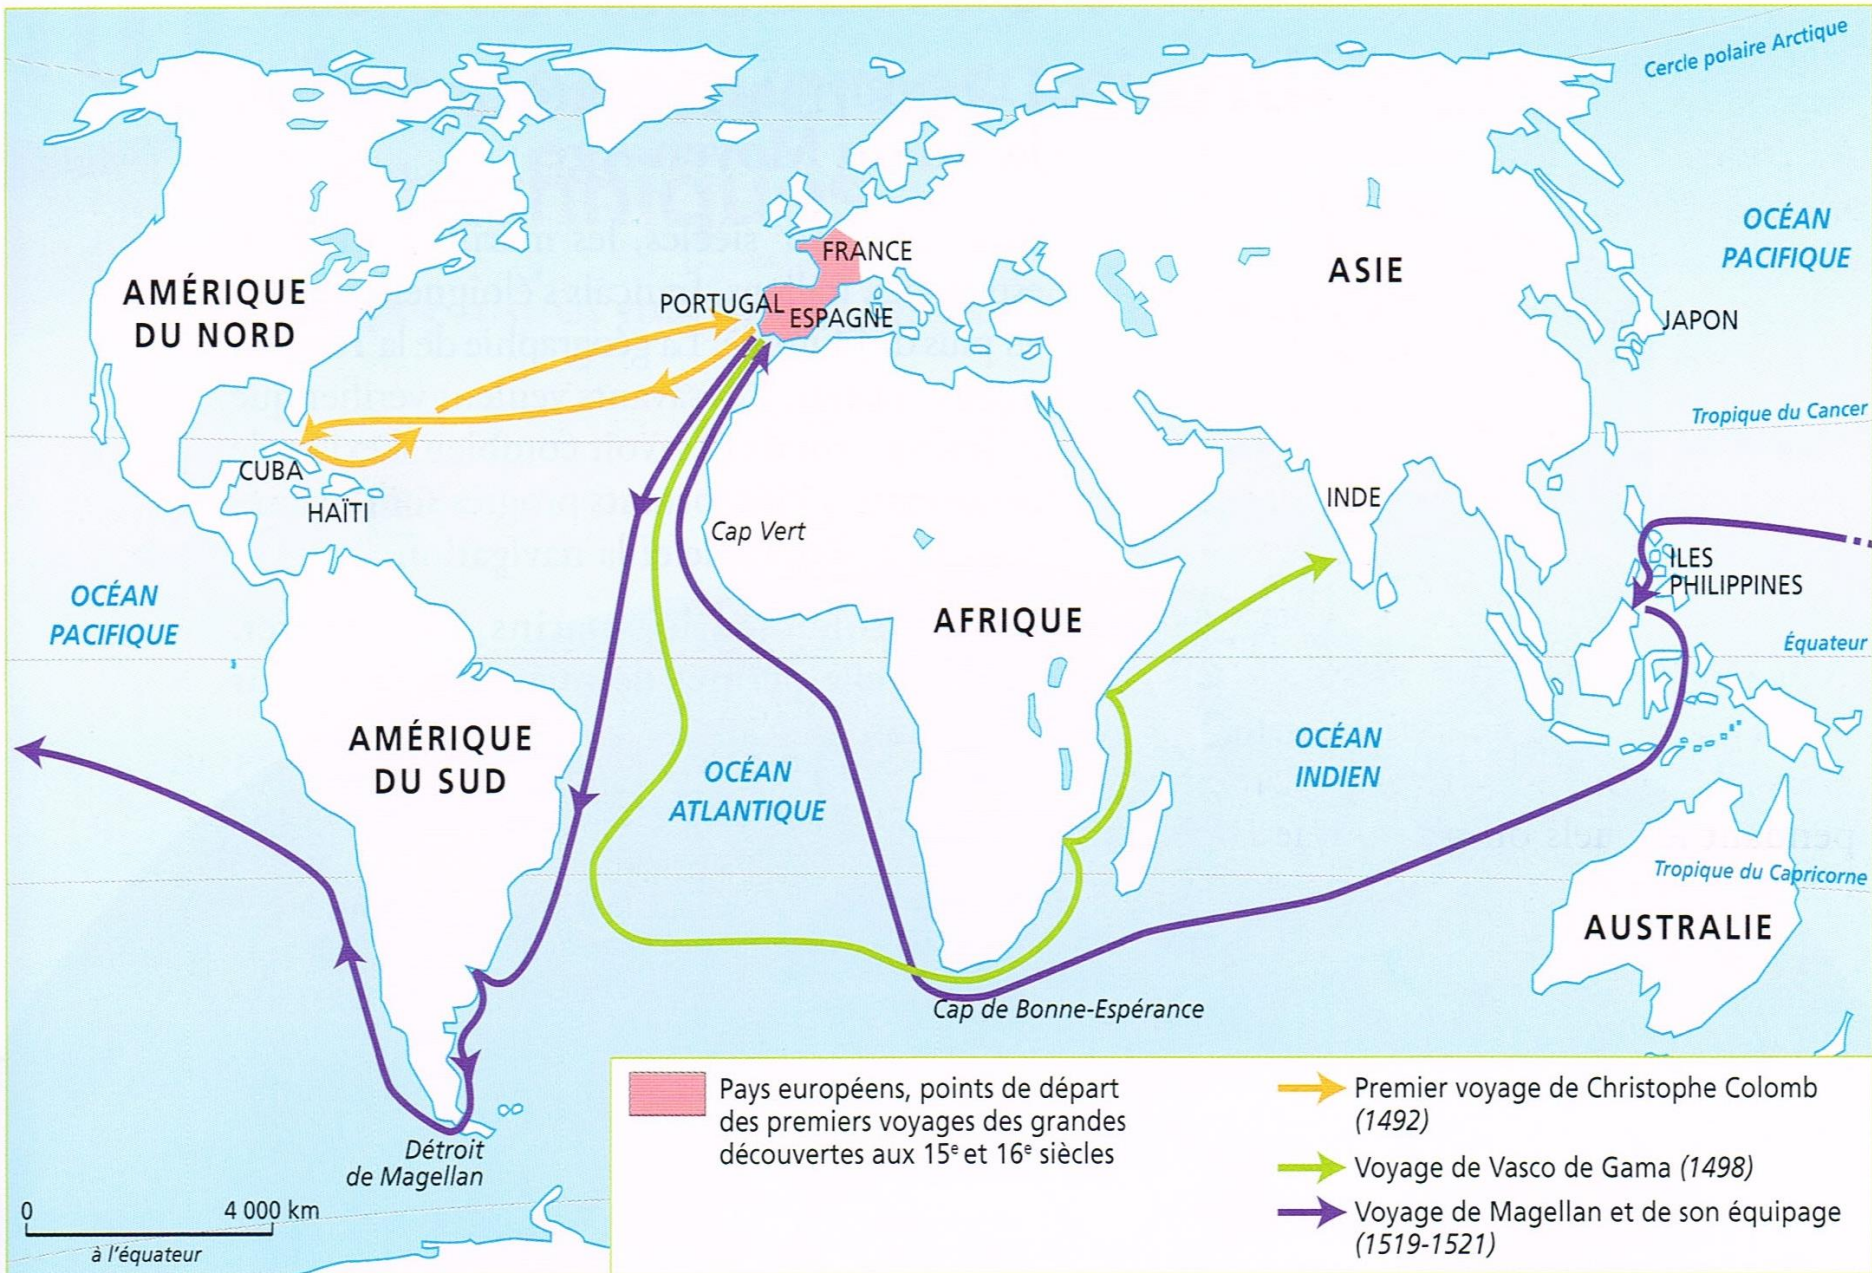 Cercle polaire Arctique
OCÉAN
PACIFIQUE
FRANCE
ASIE
AMÉRIQUE
DU NORD
PORTUGAL
ESPAGNE
JAPON
Tropique du Cancer
CUBA
HAÏTI
INDE
Cap Vert
ILES
PHILIPPINES
OCÉAN
PACIFIQUE
AFRIQUE
Équateur
AMÉRIQUE
DU SUD
OCÉAN
ATLANTIQUE
OCÉAN
INDIEN
Tropique du Capricorne
AUSTRALIE
Cap de Bonne-Espérance
Détroit
de Magellan
0 4 000 km
à l'équateur
Pays européens, points de départ
des premiers voyages des grandes
découvertes aux 15e et 16e siècles
Premier voyage de Christophe Colomb
(1492)
Voyage de Vasco de Gama (1498)
Voyage de Magellan et de son équipage
(1519-1521)